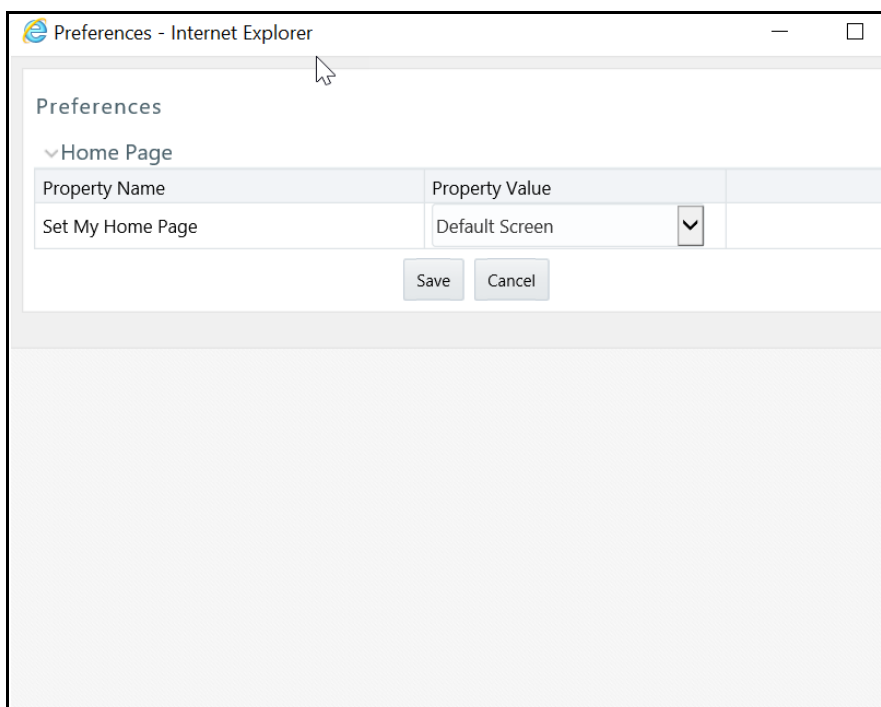 Preferences - Internet Explorer
Preferences
Home Page
Property Name Property Value
Set My Home Page Default Screen
Save Cancel